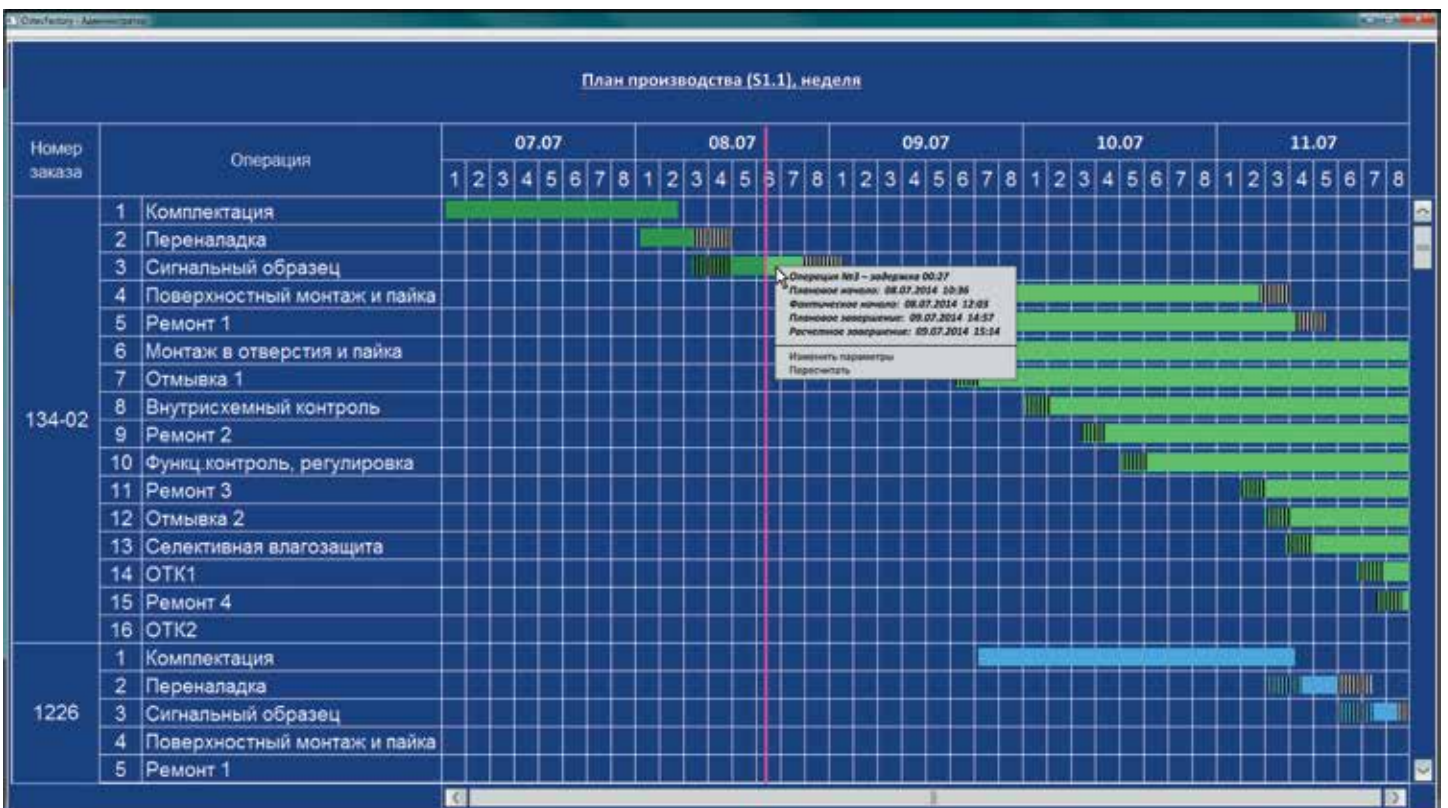 OstecFactory - Администратор
План производства (S1.1), неделя
Номер заказа
Операция
07.07 08.07 09.07 10.07 11.07
1 2 3 4 5 6 7 8 1 2 3 4 5 6 7 8 1 2 3 4 5 6 7 8 1 2 3 4 5 6 7 8 1 2 3 4 5 6 7 8
134-02
1 Комплектация
2 Переналадка
3 Сигнальный образец
4 Поверхностный монтаж и пайка
5 Ремонт 1
6 Монтаж в отверстия и пайка
7 Отмывка 1
8 Внутрисхемный контроль
9 Ремонт 2
10 Функц.контроль, регулировка
11 Ремонт 3
12 Отмывка 2
13 Селективная влагозащита
14 ОТК1
15 Ремонт 4
16 ОТК2
Операция №3 – задержка 00:27
Плановое начало: 08.07.2014 10:36
Фактическое начало: 08.07.2014 12:03
Плановое завершение: 09.07.2014 14:57
Расчетное завершение: 09.07.2014 15:14
Изменить параметры
Пересчитать
1226
1 Комплектация
2 Переналадка
3 Сигнальный образец
4 Поверхностный монтаж и пайка
5 Ремонт 1